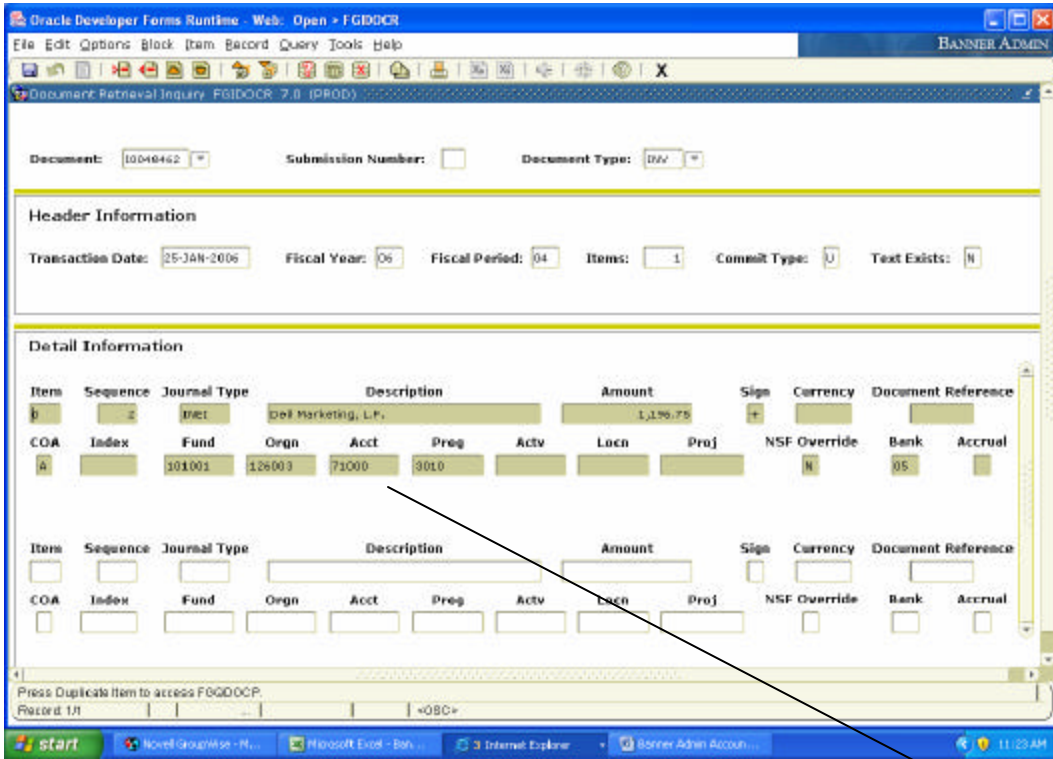 Oracle Developer Forms Runtime - Web: Open > FGIDOCR
File Edit Options Block Item Record Query Tools Help BANNER ADMIN
Document Retrieval Inquiry FGIDOCR 7.0 (PROD)
Document: I0048462 Submission Number: Document Type: INV
Header Information
Transaction Date: 25-JAN-2006 Fiscal Year: 06 Fiscal Period: 04 Items: 1 Commit Type: U Text Exists: N
Detail Information
Item Sequence Journal Type Description Amount Sign Currency Document Reference
0 2 INEI Dell Marketing, L.P. 1,196.75 +
COA Index Fund Orgn Acct Prog Actv Locn Proj NSF Override Bank Accrual
A 101001 126003 71000 3010 N 05
Item Sequence Journal Type Description Amount Sign Currency Document Reference
COA Index Fund Orgn Acct Prog Actv Locn Proj NSF Override Bank Accrual
Press Duplicate Item to access FGQDOCP.
Record: 1/1 ... <OSC>
start Novell GroupWise - M... Microsoft Excel - Ban... 3 Internet Explorer Banner Admin Accoun... 11:23 AM